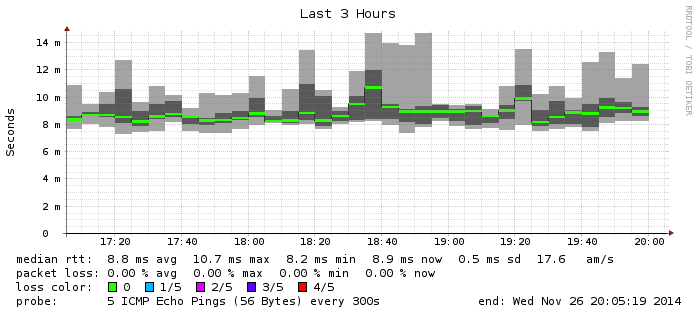 Last 3 Hours
RRDTOOL / TOBI OETIKER
Seconds
14 m
12 m
10 m
8 m
6 m
4 m
2 m
0
17:20 17:40 18:00 18:20 18:40 19:00 19:20 19:40 20:00
median rtt: 8.8 ms avg 10.7 ms max 8.2 ms min 8.9 ms now 0.5 ms sd 17.6 am/s
packet loss: 0.00 % avg 0.00 % max 0.00 % min 0.00 % now
loss color: 0 1/5 2/5 3/5 4/5
probe: 5 ICMP Echo Pings (56 Bytes) every 300s end: Wed Nov 26 20:05:19 2014